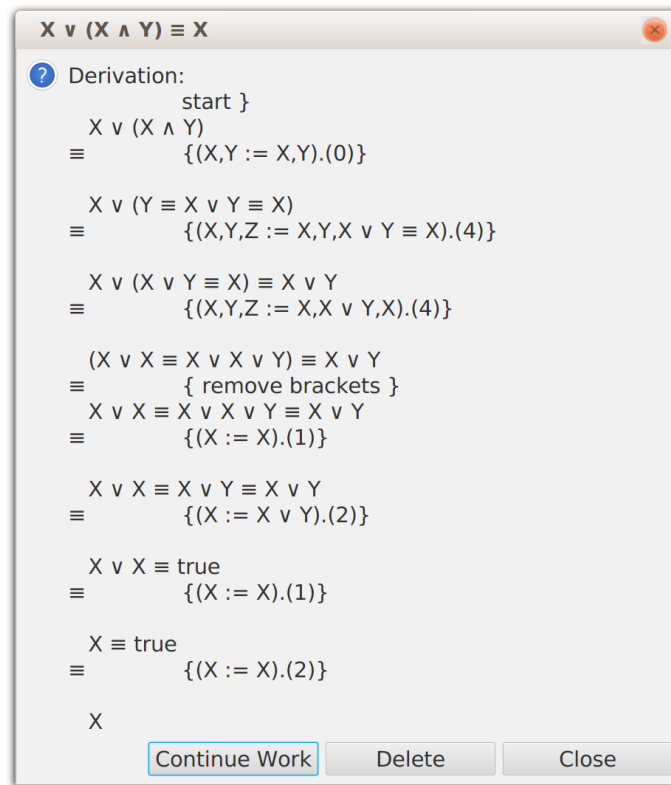 X ∨ (X ∧ Y) ≡ X
Derivation:
start }
X ∨ (X ∧ Y)
≡ {(X,Y := X,Y).(0)}
X ∨ (Y ≡ X ∨ Y ≡ X)
≡ {(X,Y,Z := X,Y,X ∨ Y ≡ X).(4)}
X ∨ (X ∨ Y ≡ X) ≡ X ∨ Y
≡ {(X,Y,Z := X,X ∨ Y,X).(4)}
(X ∨ X ≡ X ∨ X ∨ Y) ≡ X ∨ Y
≡ { remove brackets }
X ∨ X ≡ X ∨ X ∨ Y ≡ X ∨ Y
≡ {(X := X).(1)}
X ∨ X ≡ X ∨ Y ≡ X ∨ Y
≡ {(X := X ∨ Y).(2)}
X ∨ X ≡ true
≡ {(X := X).(1)}
X ≡ true
≡ {(X := X).(2)}
X
Continue Work Delete Close